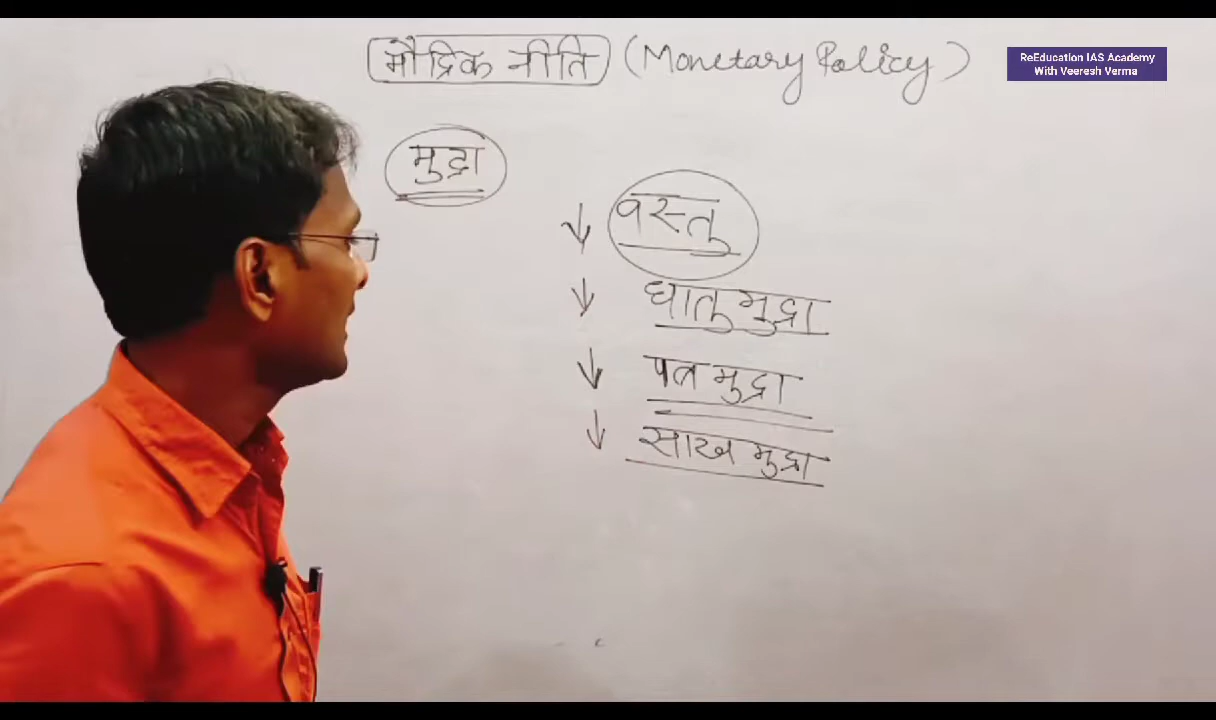 मौद्रिक नीति (Monetary Policy)
ReEducation IAS Academy
With Veeresh Verma
मुद्रा
वस्तु
धातु मुद्रा
पत्र मुद्रा
साख मुद्रा